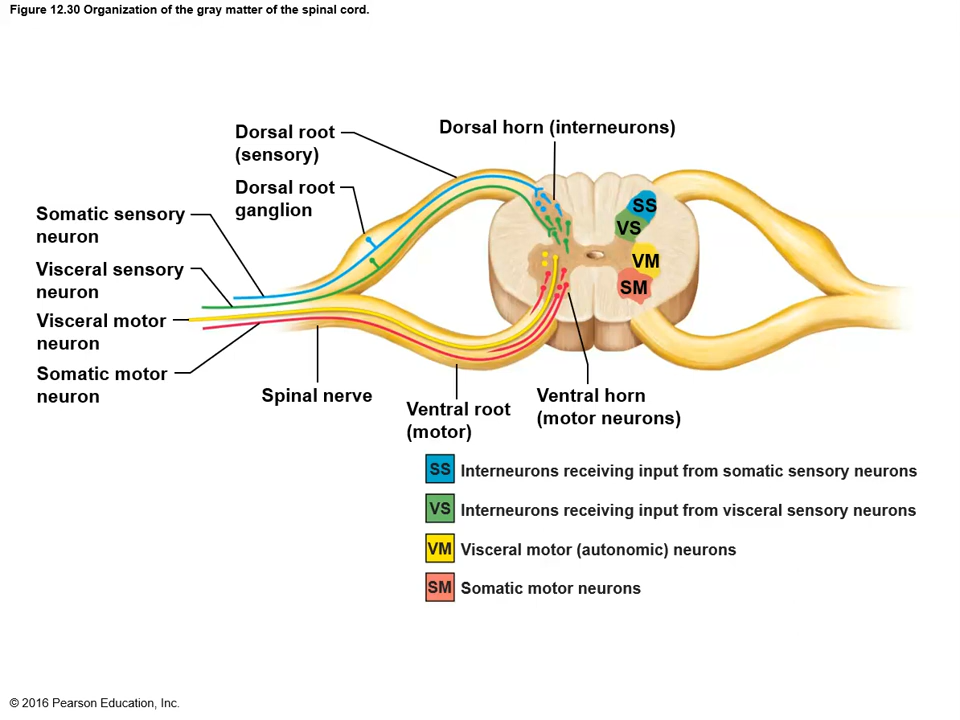 Figure 12.30 Organization of the gray matter of the spinal cord.
Dorsal root
(sensory)
Dorsal horn (interneurons)
Dorsal root
ganglion
Somatic sensory
neuron
Visceral sensory
neuron
Visceral motor
neuron
Somatic motor
neuron
SS
VS
VM
SM
Spinal nerve
Ventral root
(motor)
Ventral horn
(motor neurons)
SS Interneurons receiving input from somatic sensory neurons
VS Interneurons receiving input from visceral sensory neurons
VM Visceral motor (autonomic) neurons
SM Somatic motor neurons
© 2016 Pearson Education, Inc.